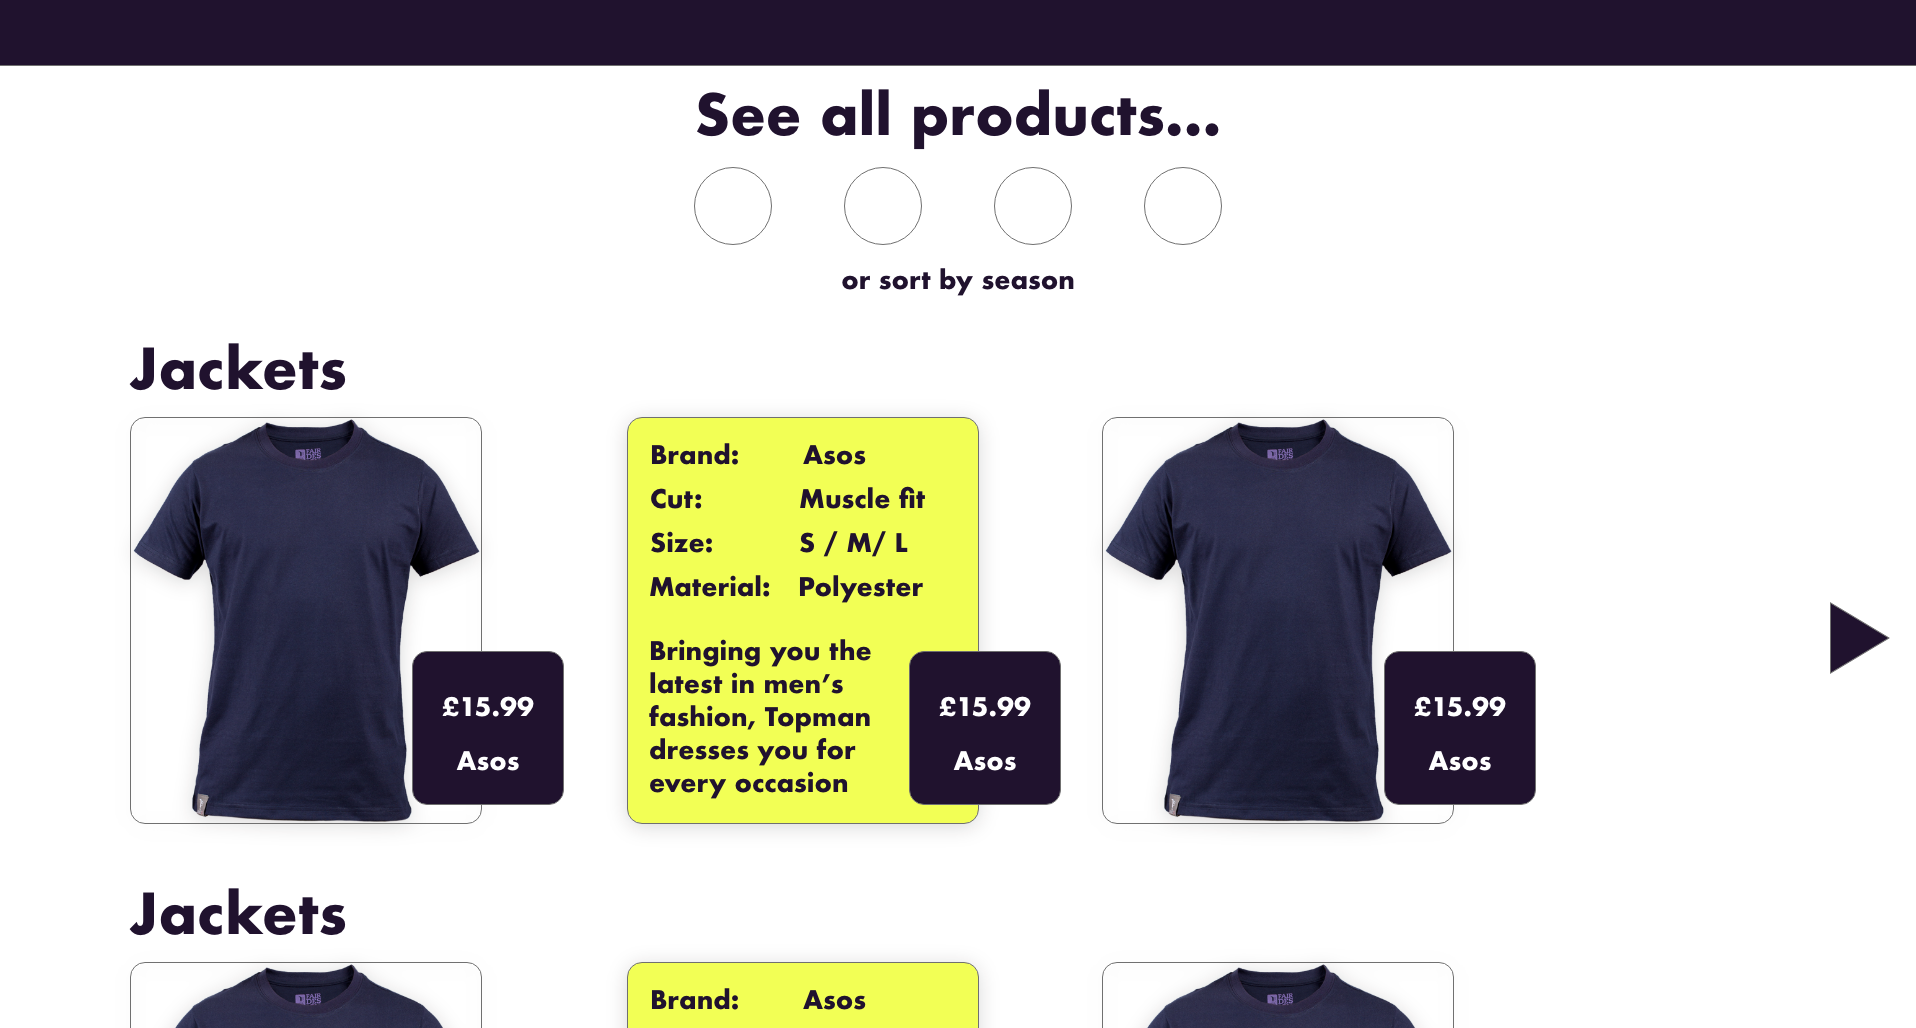 See all products...
or sort by season
Jackets
£15.99
Asos
Brand: Asos
Cut: Muscle fit
Size: S / M/ L
Material: Polyester
Bringing you the
latest in men’s
fashion, Topman
dresses you for
every occasion
£15.99
Asos
£15.99
Asos
Jackets
Brand: Asos